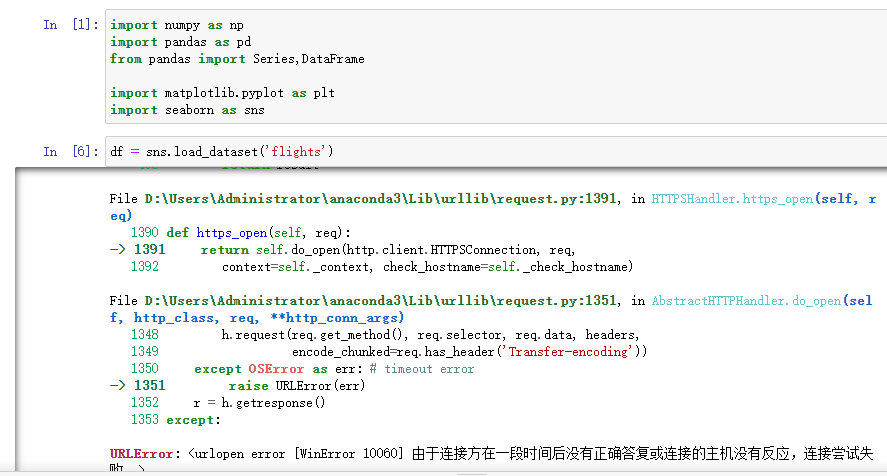 In [1]:
import numpy as np
import pandas as pd
from pandas import Series,DataFrame
import matplotlib.pyplot as plt
import seaborn as sns
In [6]:
df = sns.load_dataset('flights')
File D:\Users\Administrator\anaconda3\Lib\urllib\request.py:1391, in HTTPSHandler.https_open(self, r
eq)
1390 def https_open(self, req):
-> 1391     return self.do_open(http.client.HTTPSConnection, req,
1392         context=self._context, check_hostname=self._check_hostname)
File D:\Users\Administrator\anaconda3\Lib\urllib\request.py:1351, in AbstractHTTPHandler.do_open(sel
f, http_class, req, **http_conn_args)
1348         h.request(req.get_method(), req.selector, req.data, headers,
1349                   encode_chunked=req.has_header('Transfer-encoding'))
1350     except OSError as err: # timeout error
-> 1351         raise URLError(err)
1352     r = h.getresponse()
1353 except:
URLError: <urlopen error [WinError 10060] 由于连接方在一段时间后没有正确答复或连接的主机没有反应，连接尝试失